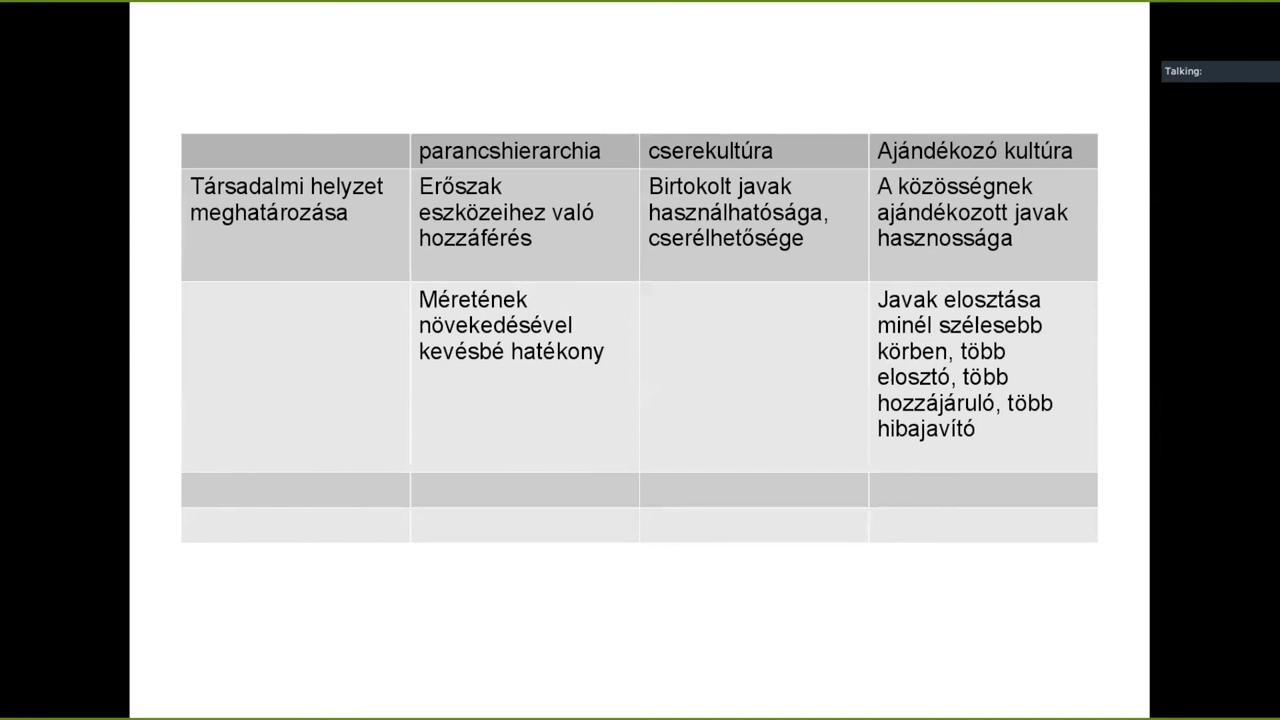 Talking:
parancshierarchia
cserekultúra
Ajándékozó kultúra
Társadalmi helyzet
meghatározása
Erőszak
eszközeihez való
hozzáférés
Birtokolt javak
használhatósága,
cserélhetősége
A közösségnek
ajándékozott javak
hasznossága
Méretének
növekedésével
kevésbé hatékony
Javak elosztása
minél szélesebb
körben, több
elosztó, több
hozzájáruló, több
hibajavító